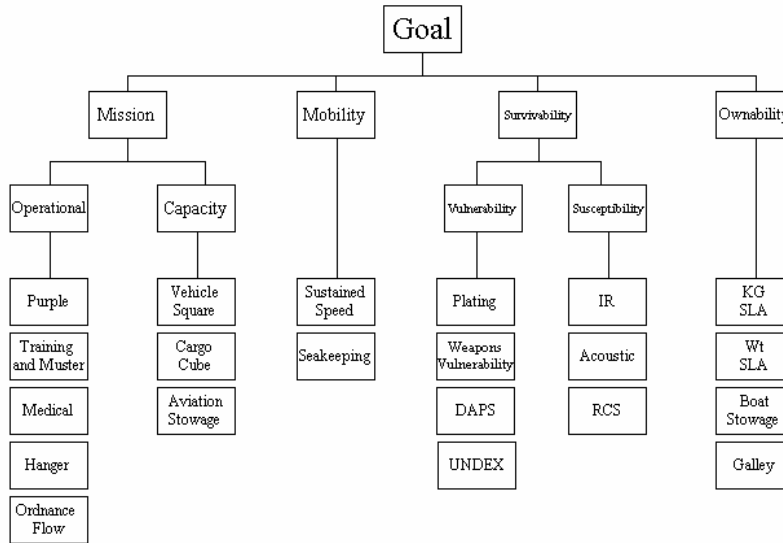 Goal
Mission
Mobility
Survivability
Ownability
Operational
Capacity
Vulnerability
Susceptibility
Purple
Vehicle
Square
Sustained
Speed
Plating
IR
KG
SLA
Training
and Muster
Cargo
Cube
Seakeeping
Weapons
Vulnerability
Acoustic
Wt
SLA
Medical
Aviation
Stowage
DAPS
RCS
Boat
Stowage
Hanger
UNDEX
Galley
Ordnance
Flow